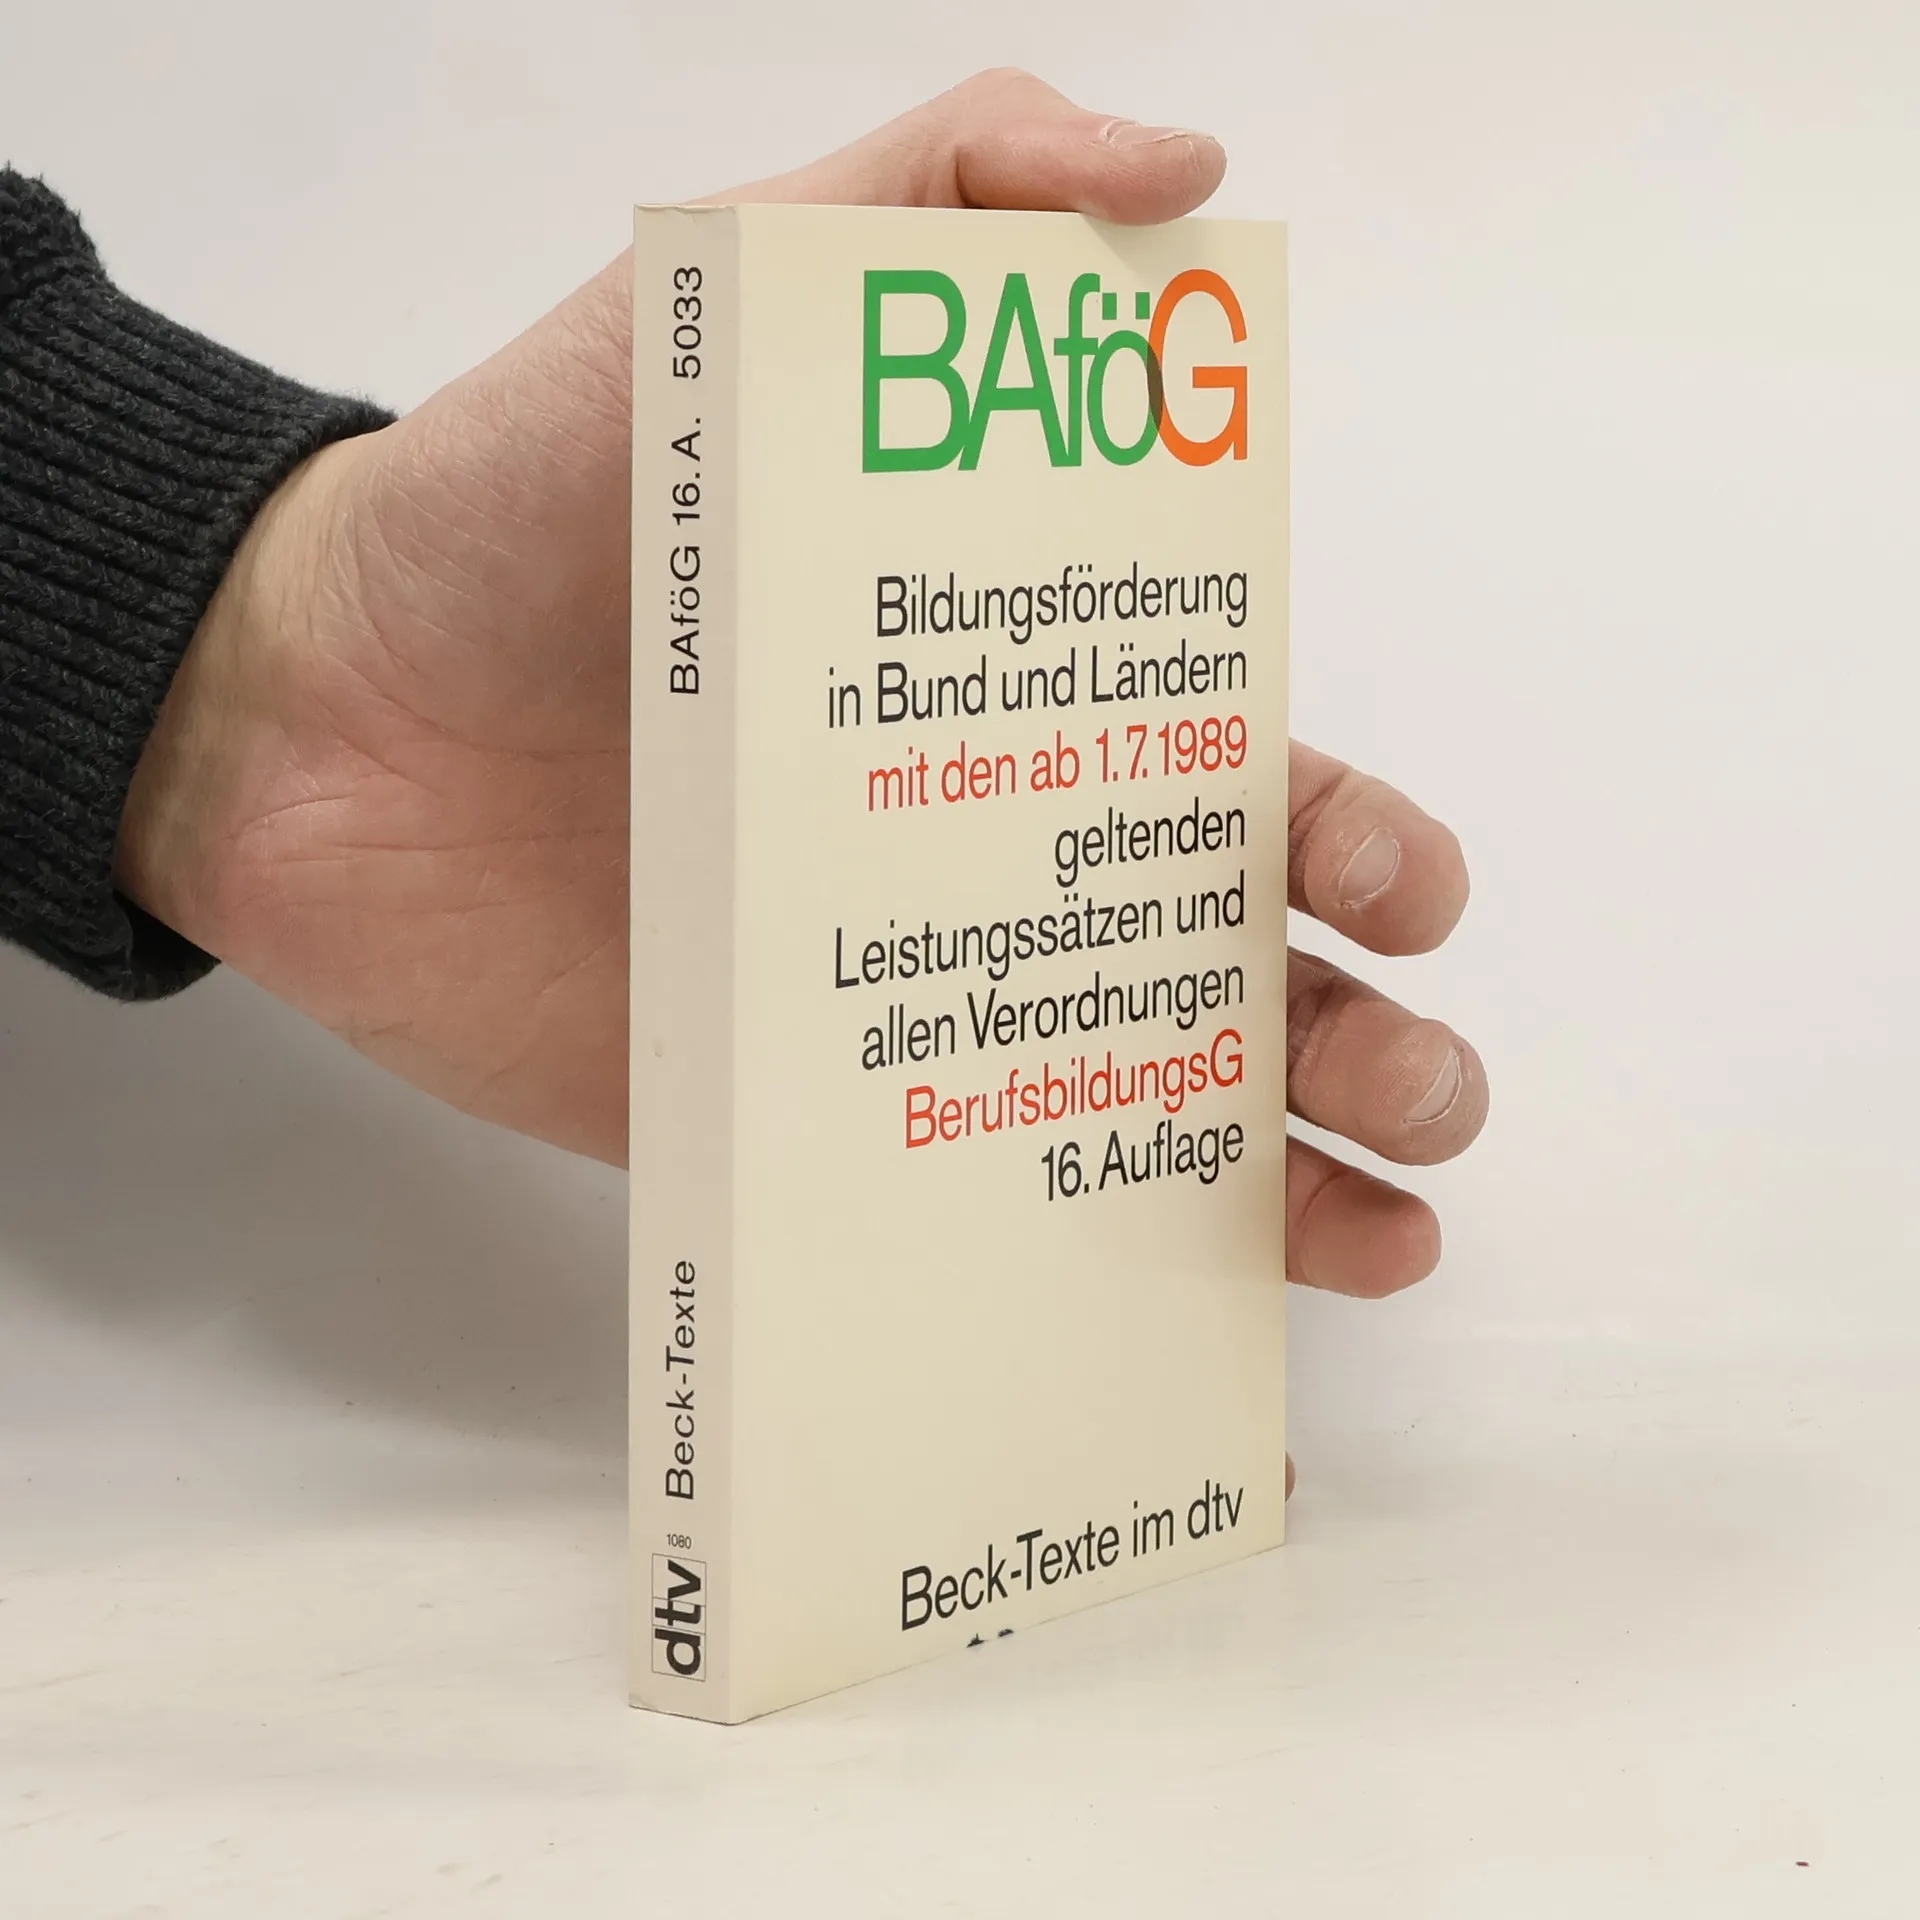 BAföG
Bildungsförderung
in Bund und Ländern
mit den ab 1.7.1989
geltenden
Leistungssätzen und
allen Verordnungen
BerufsbildungsG
16. Auflage
Beck-Texte im dtv
BAföG 16. A. 5033
Beck-Texte
1080
dtv